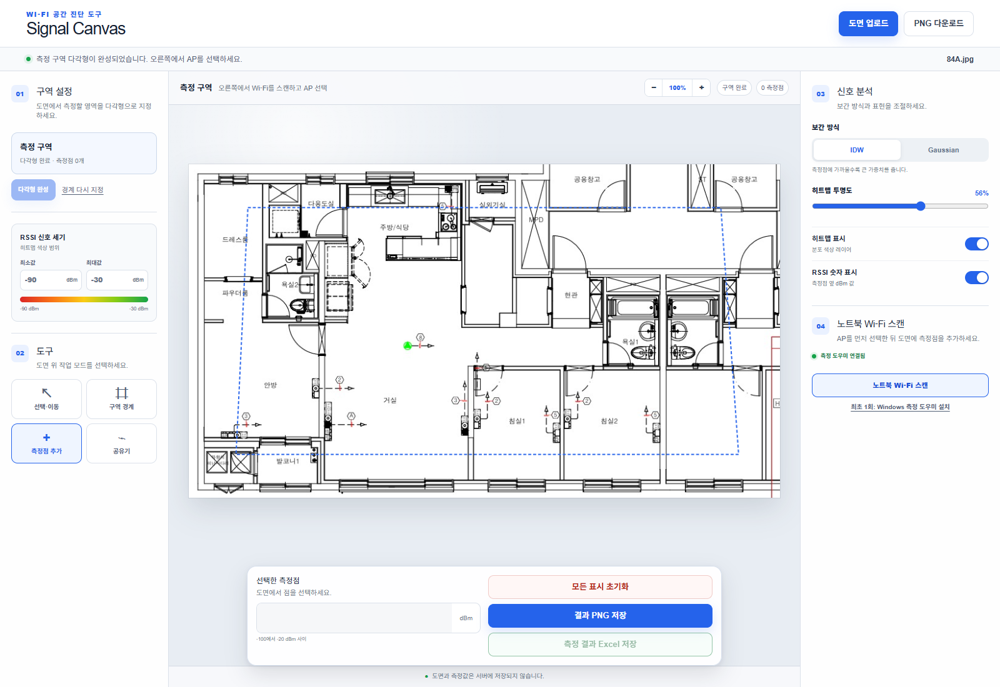 WI-FI 공간 진단 도구
Signal Canvas
도면 업로드
PNG 다운로드
측정 구역 다각형이 완성되었습니다. 오른쪽에서 AP를 선택하세요.
84A.jpg
01
구역 설정
도면에서 측정할 영역을 다각형으로 지정
하세요.
측정 구역
다각형 완료 · 측정점 0개
다각형 완성
경계 다시 지정
RSSI 신호 세기
히트맵 색상 범위
최소값
최대값
-90 dBm
-30 dBm
-90 dBm
-30 dBm
02
도구
도면 위 작업 모드를 선택하세요.
선택·이동
구역 경계
측정점 추가
공유기
측정 구역
오른쪽에서 Wi-Fi를 스캔하고 AP 선택
− 100% +
구역 완료
0 측정점
공용창고
ST
공용창고
다용도실
실외기실
MPD
주방/식당
드레스룸
욕실2
파우더룸
현관
욕실1
8
안방
2
거실
3
2
2
침실1
5
침실2
5
3
A
발코니1
선택한 측정점
도면에서 점을 선택하세요.
dBm
-100에서 -20 dBm 사이
모든 표시 초기화
결과 PNG 저장
측정 결과 Excel 저장
도면과 측정값은 서버에 저장되지 않습니다.
03
신호 분석
보간 방식과 표현을 조절하세요.
보간 방식
IDW
Gaussian
측정점에 가까울수록 큰 가중치를 줍니다.
히트맵 투명도
56%
히트맵 표시
분포 색상 레이어
RSSI 숫자 표시
측정점 옆 dBm 값
04
노트북 Wi-Fi 스캔
AP를 먼저 선택한 뒤 도면에 측정점을 추가하세요.
측정 도우미 연결됨
노트북 Wi-Fi 스캔
최초 1회: Windows 측정 도우미 설치